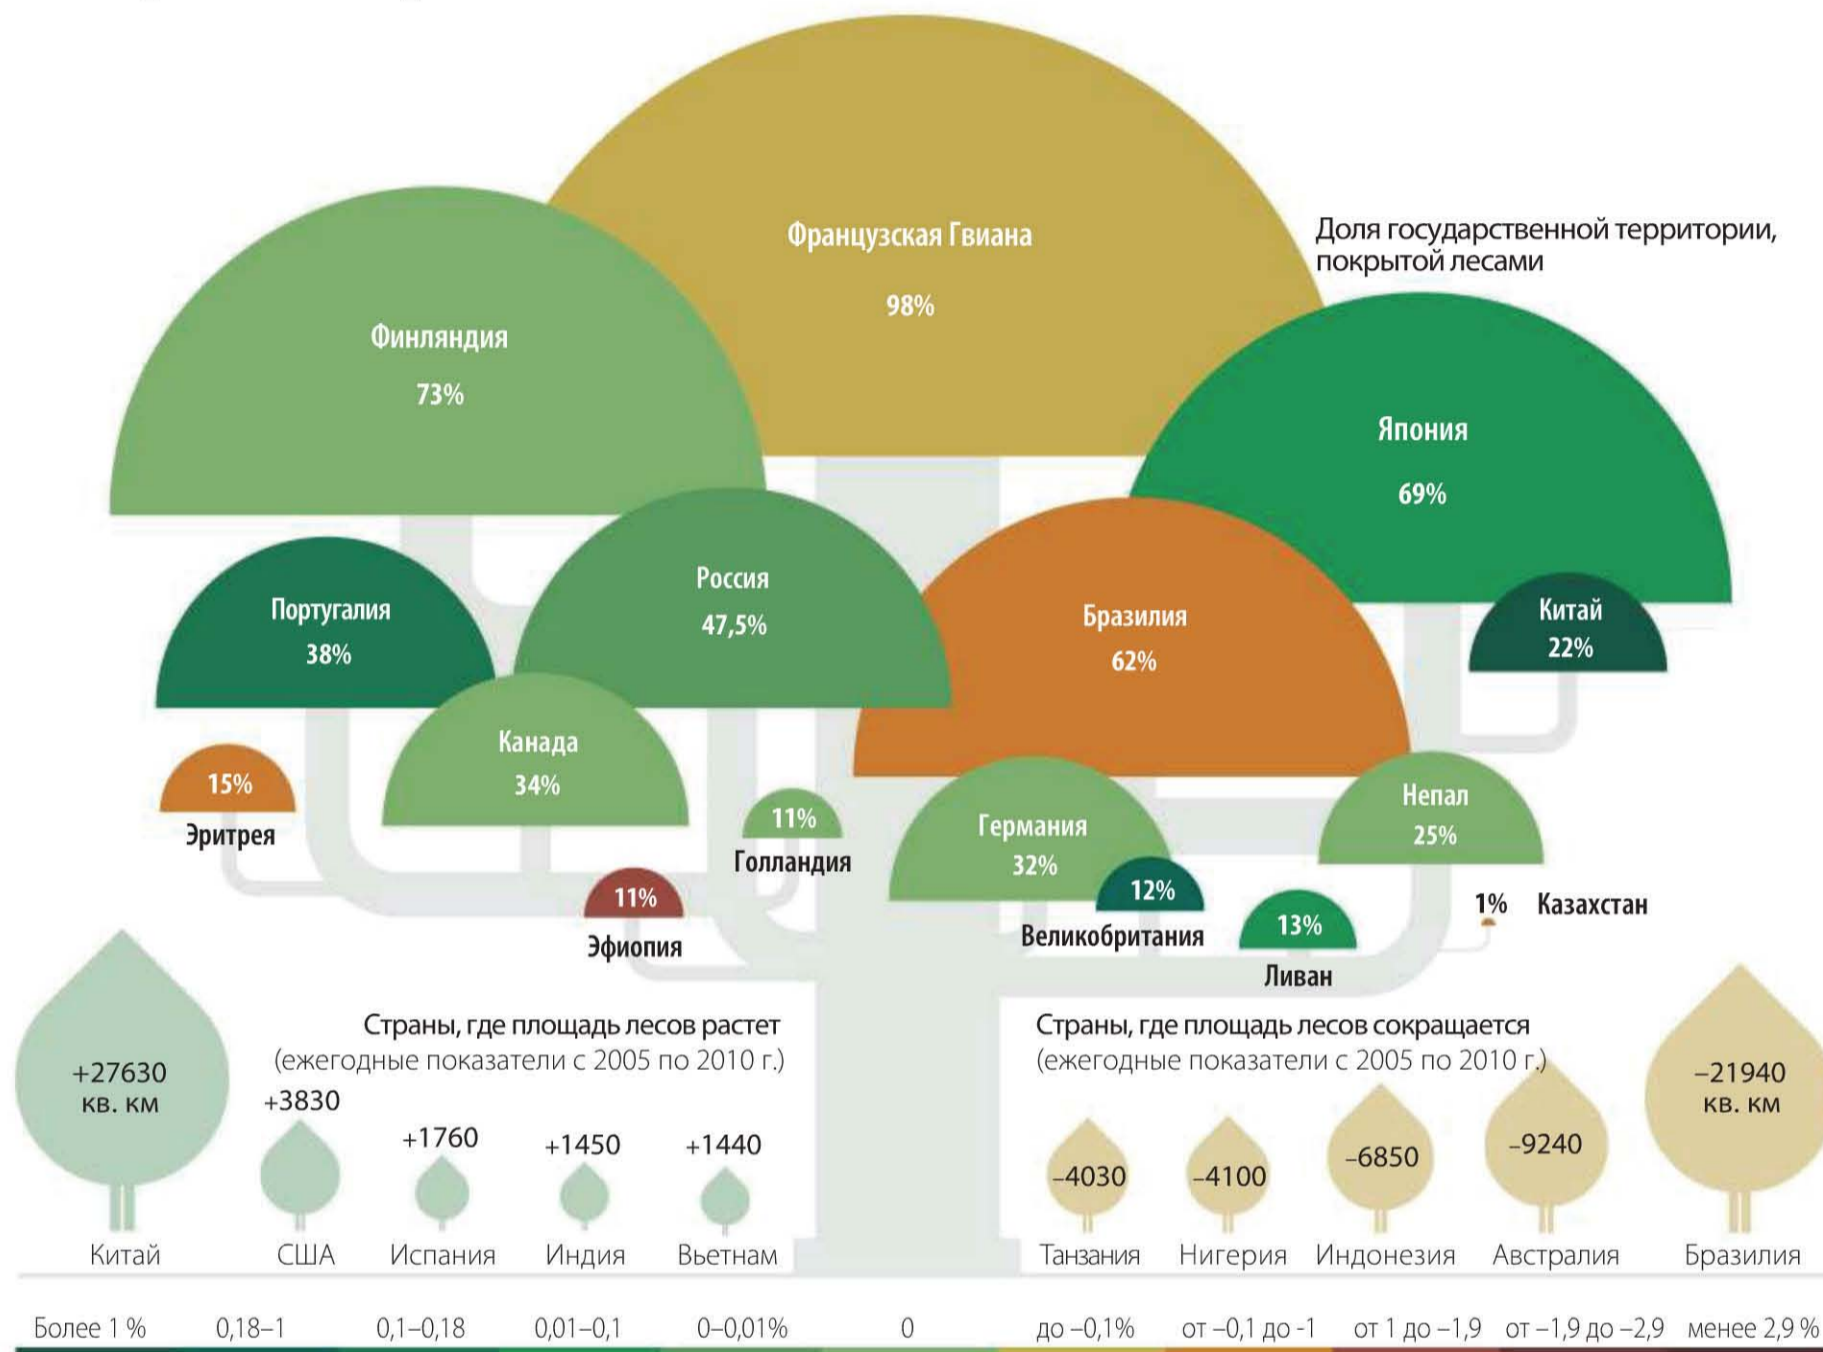 Французская Гвиана
98%
Доля государственной территории,
покрытой лесами
Финляндия
73%
Япония
69%
Португалия
38%
Россия
47,5%
Бразилия
62%
Китай
22%
Канада
34%
15%
Эритрея
11%
Голландия
Германия
32%
Непал
25%
11%
Эфиопия
12%
Великобритания
13%
Ливан
1% Казахстан
Страны, где площадь лесов растет
(ежегодные показатели с 2005 по 2010 г.)
+27630
кв. км
+3830
+1760
+1450
+1440
Китай
США
Испания
Индия
Вьетнам
Страны, где площадь лесов сокращается
(ежегодные показатели с 2005 по 2010 г.)
–4030
–4100
–6850
–9240
–21940
кв. км
Танзания
Нигерия
Индонезия
Австралия
Бразилия
Более 1 % 0,18–1 0,1–0,18 0,01–0,1 0–0,01% 0 до –0,1% от –0,1 до -1 от 1 до –1,9 от –1,9 до –2,9 менее 2,9 %